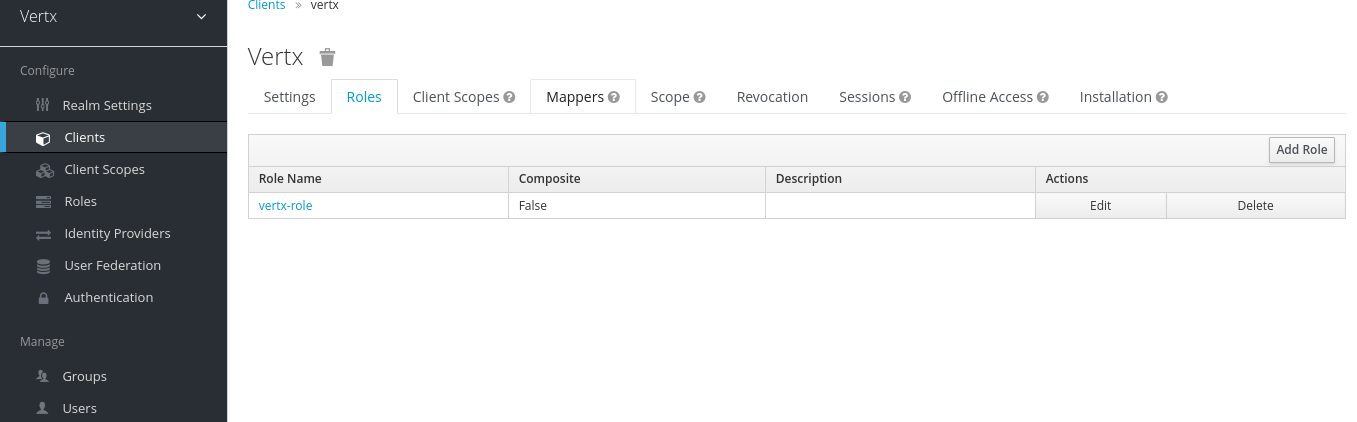 Vertx
Configure
Realm Settings
Clients
Client Scopes
Roles
Identity Providers
User Federation
Authentication
Manage
Groups
Users
Clients » vertx
Vertx
Settings Roles Client Scopes ? Mappers ? Scope ? Revocation Sessions ? Offline Access ? Installation ?
Add Role
Role Name Composite Description Actions
vertx-role False Edit Delete